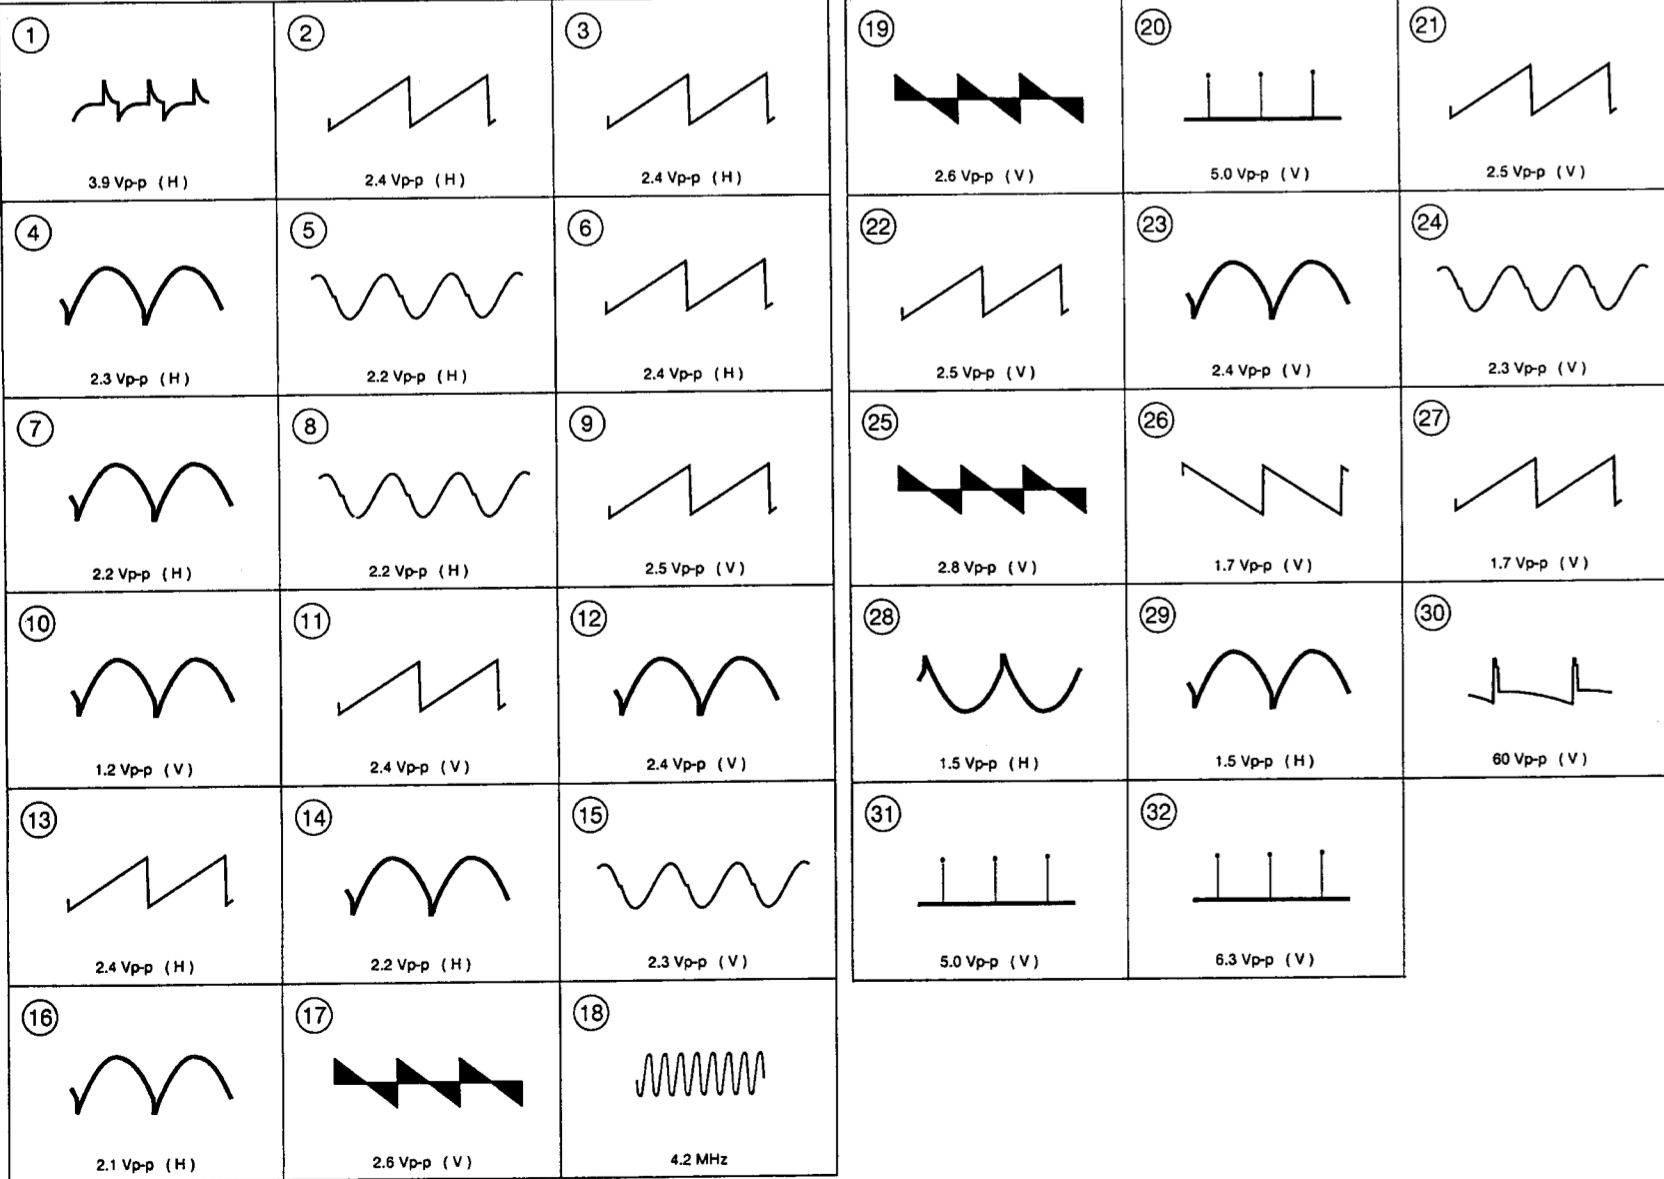 1
3.9 Vp-p (H)
2
2.4 Vp-p (H)
3
2.4 Vp-p (H)
4
2.3 Vp-p (H)
5
2.2 Vp-p (H)
6
2.4 Vp-p (H)
7
2.2 Vp-p (H)
8
2.2 Vp-p (H)
9
2.5 Vp-p (V)
10
1.2 Vp-p (V)
11
2.4 Vp-p (V)
12
2.4 Vp-p (V)
13
2.4 Vp-p (H)
14
2.2 Vp-p (H)
15
2.3 Vp-p (V)
16
2.1 Vp-p (H)
17
2.6 Vp-p (V)
18
4.2 MHz
19
2.6 Vp-p (V)
20
5.0 Vp-p (V)
21
2.5 Vp-p (V)
22
2.5 Vp-p (V)
23
2.4 Vp-p (V)
24
2.3 Vp-p (V)
25
2.8 Vp-p (V)
26
1.7 Vp-p (V)
27
1.7 Vp-p (V)
28
1.5 Vp-p (H)
29
1.5 Vp-p (H)
30
60 Vp-p (V)
31
5.0 Vp-p (V)
32
6.3 Vp-p (V)